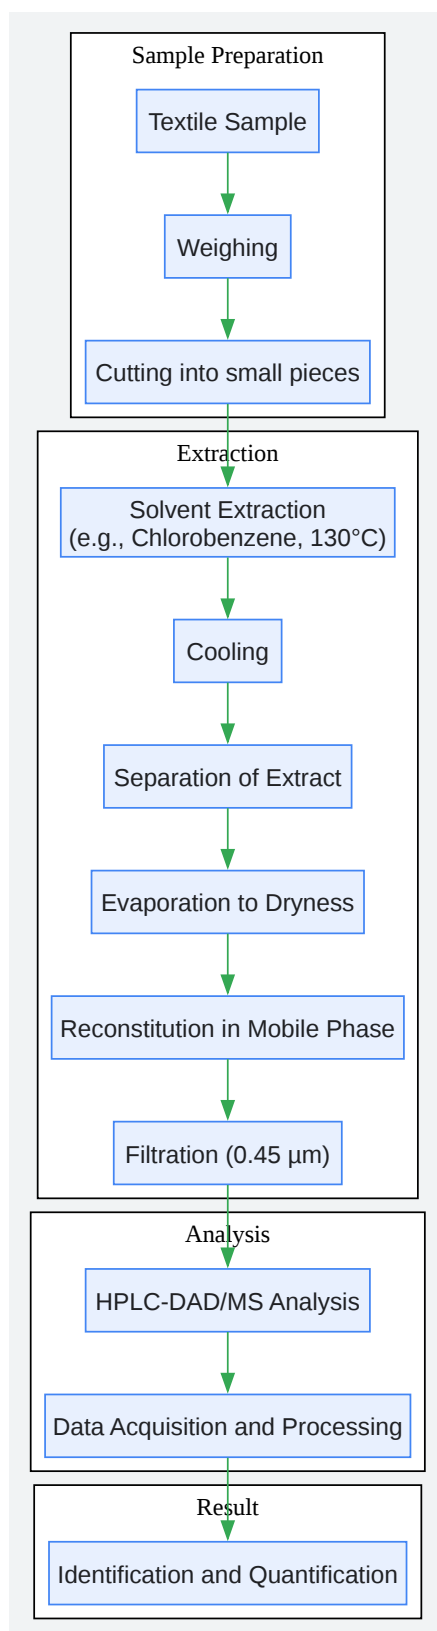 Sample Preparation
Textile Sample
Weighing
Cutting into small pieces
Extraction
Solvent Extraction
(e.g., Chlorobenzene, 130°C)
Cooling
Separation of Extract
Evaporation to Dryness
Reconstitution in Mobile Phase
Filtration (0.45 µm)
Analysis
HPLC-DAD/MS Analysis
Data Acquisition and Processing
Result
Identification and Quantification